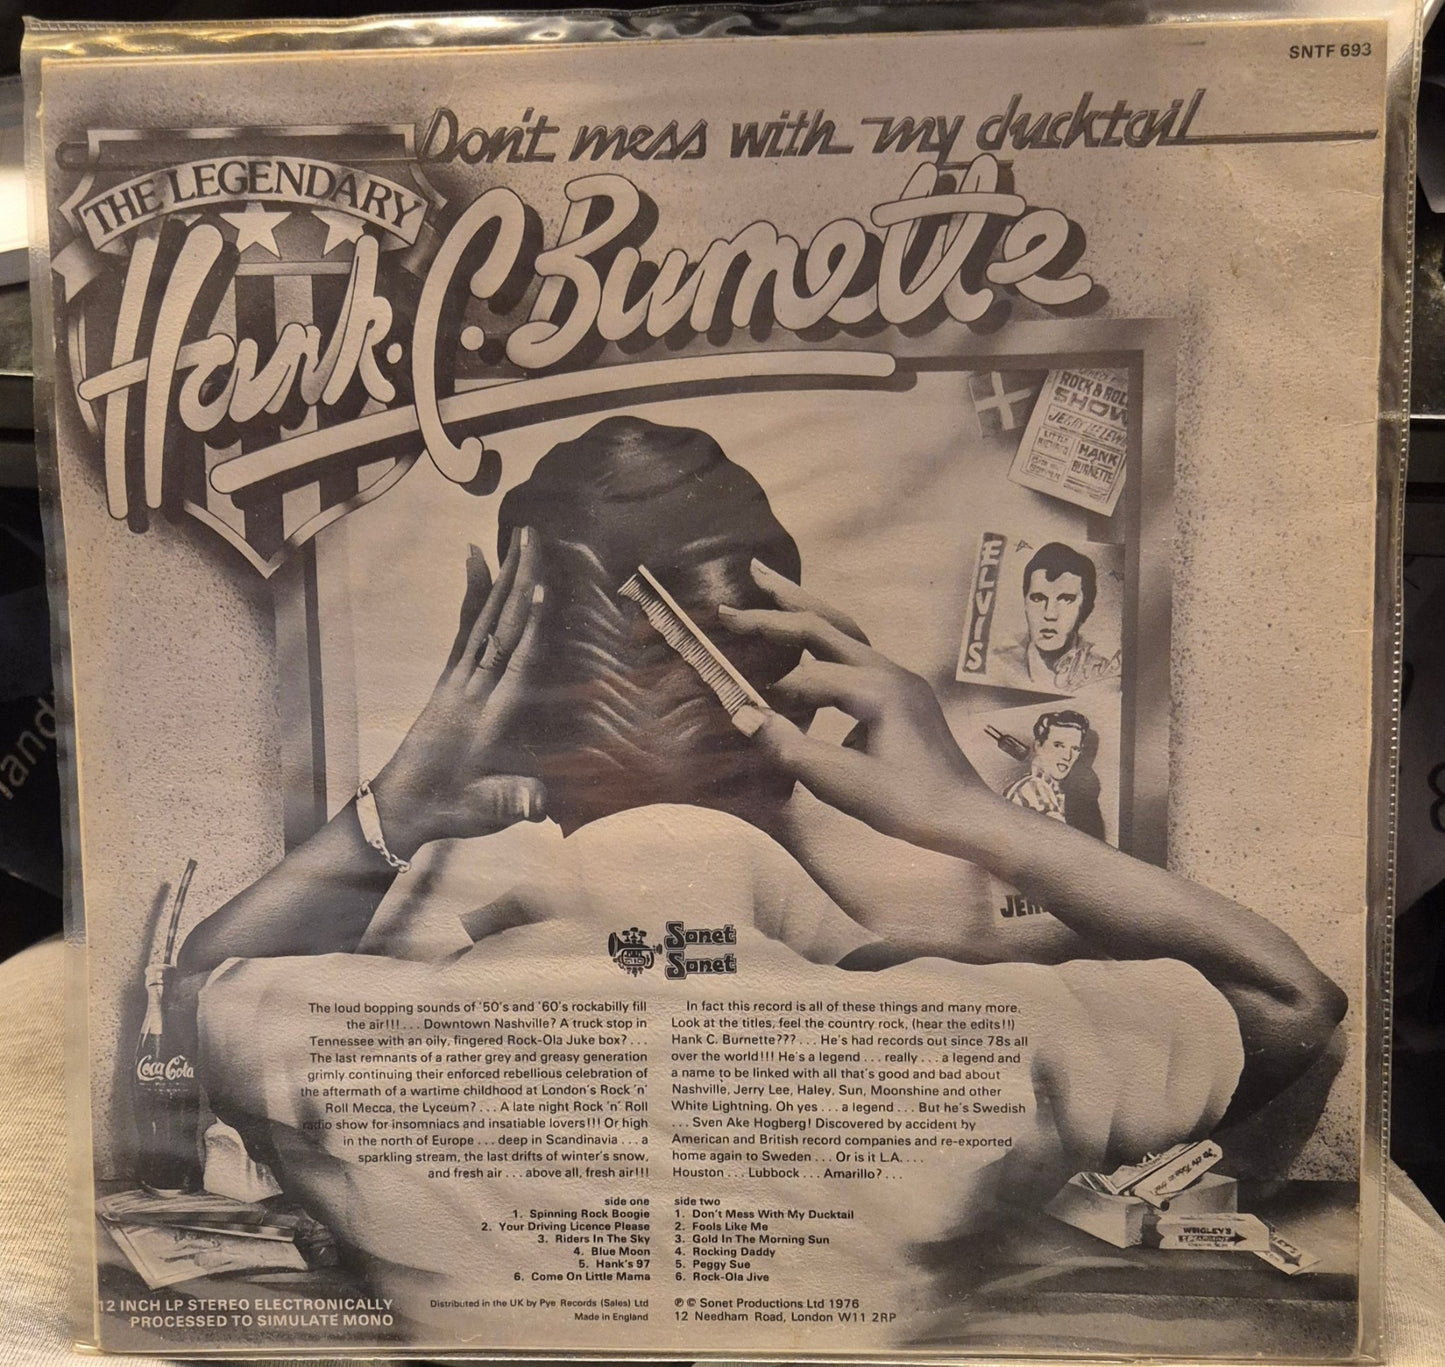 SNTF 693
Don't mess with my ducktail
THE LEGENDARY
Hank C. Burnette
ROCK & ROLL
SHOW
HANK
BURNETTE
ELVIS
Elvis
JER
Coca-Cola
Sonet
Sonet
The loud bopping sounds of '50's and '60's rockabilly fill
the air!!! . . . Downtown Nashville? A truck stop in
Tennessee with an oily, fingered Rock-Ola Juke box? . . .
The last remnants of a rather grey and greasy generation
grimly continuing their enforced rebellious celebration of
the aftermath of a wartime childhood at London's Rock 'n'
Roll Mecca, the Lyceum? . . . A late night Rock 'n' Roll
radio show for insomniacs and insatiable lovers!!! Or high
in the north of Europe . . . deep in Scandinavia . . . a
sparkling stream, the last drifts of winter's snow,
and fresh air . . . above all, fresh air!!!
In fact this record is all of these things and many more.
Look at the titles, feel the country rock, (hear the edits!!)
Hank C. Burnette??? . . . He's had records out since 78s all
over the world!!! He's a legend . . . really . . . a legend and
a name to be linked with all that's good and bad about
Nashville, Jerry Lee, Haley, Sun, Moonshine and other
White Lightning. Oh yes . . . a legend . . . But he's Swedish
. . . Sven Ake Hogberg! Discovered by accident by
American and British record companies and re-exported
home again to Sweden . . . Or is it L.A. . . .
Houston . . . Lubbock . . . Amarillo? . . .
side one
1. Spinning Rock Boogie
2. Your Driving Licence Please
3. Riders In The Sky
4. Blue Moon
5. Hank's 97
6. Come On Little Mama
side two
1. Don't Mess With My Ducktail
2. Fools Like Me
3. Gold In The Morning Sun
4. Rocking Daddy
5. Peggy Sue
6. Rock-Ola Jive
WRIGLEY'S
12 INCH LP STEREO ELECTRONICALLY
PROCESSED TO SIMULATE MONO
Distributed in the UK by Pye Records (Sales) Ltd
Made in England
℗ © Sonet Productions Ltd 1976
12 Needham Road, London W11 2RP